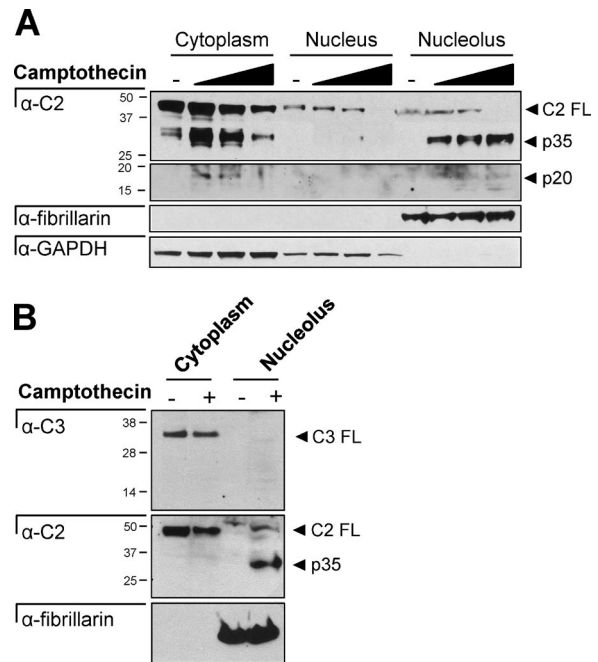 A
Cytoplasm Nucleus Nucleolus
Camptothecin - - -
α-C2 50 C2 FL
37
p35
25
20 p20
15
α-fibrillarin
α-GAPDH
B
Cytoplasm Nucleolus
Camptothecin - + - +
α-C3 38 C3 FL
28
14
α-C2 50 C2 FL
37 p35
25
α-fibrillarin